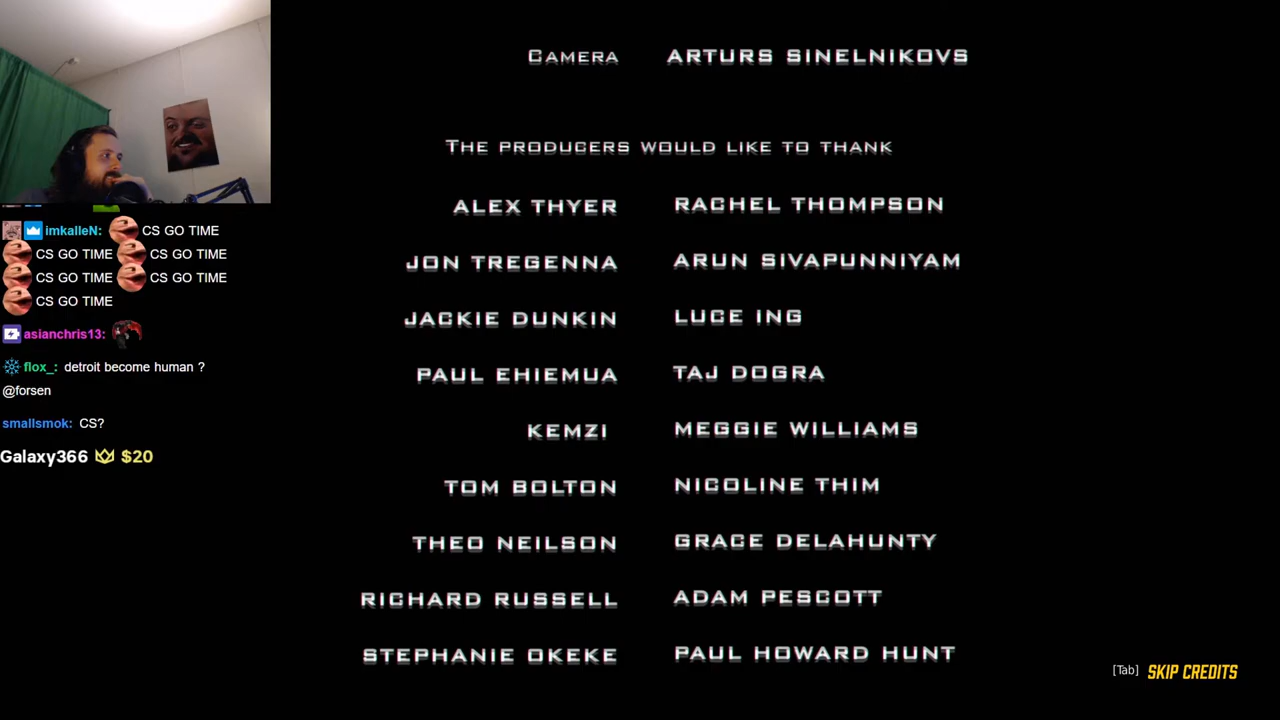 CAMERA ARTURS SINELNIKOVS
THE PRODUCERS WOULD LIKE TO THANK
ALEX THYER RACHEL THOMPSON
JON TREGENNA ARUN SIVAPUNNIYAM
JACKIE DUNKIN LUCE ING
PAUL EHIEMUA TAJ DOGRA
KEMZI MEGGIE WILLIAMS
TOM BOLTON NICOLINE THIM
THEO NEILSON GRACE DELAHUNTY
RICHARD RUSSELL ADAM PESCOTT
STEPHANIE OKEKE PAUL HOWARD HUNT
[Tab] SKIP CREDITS
imkalleN: CS GO TIME
CS GO TIME CS GO TIME
CS GO TIME CS GO TIME
CS GO TIME
asianchris13:
flox_: detroit become human ?
@forsen
smallsmok: CS?
Galaxy366 $20